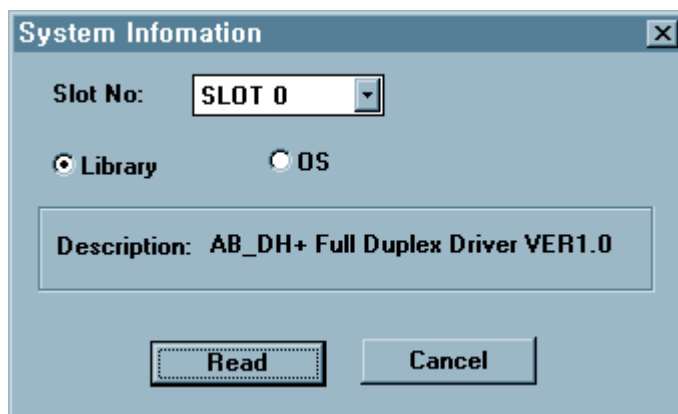 System Infomation
Slot No: SLOT 0
Library OS
Description: AB_DH+ Full Duplex Driver VER1.0
Read Cancel